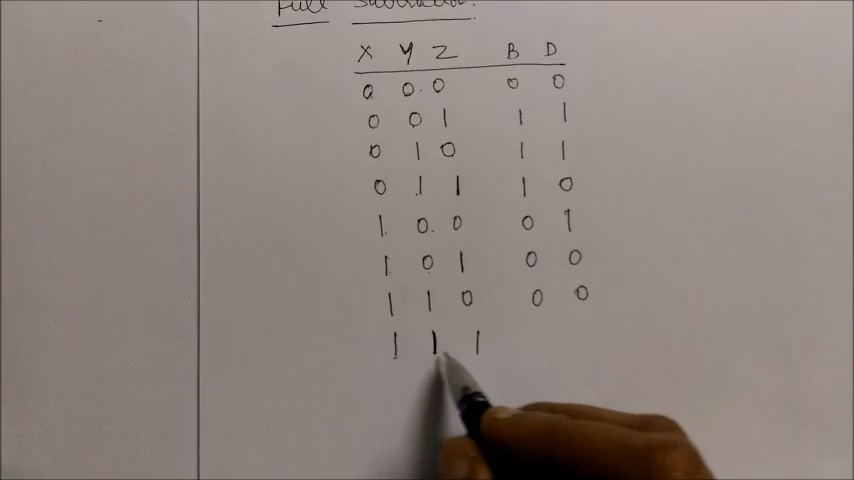 Full Subtractor.
X Y Z B D
0 0 0 0 0
0 0 1 1 1
0 1 0 1 1
0 1 1 1 0
1 0 0 0 1
1 0 1 0 0
1 1 0 0 0
1 1 1